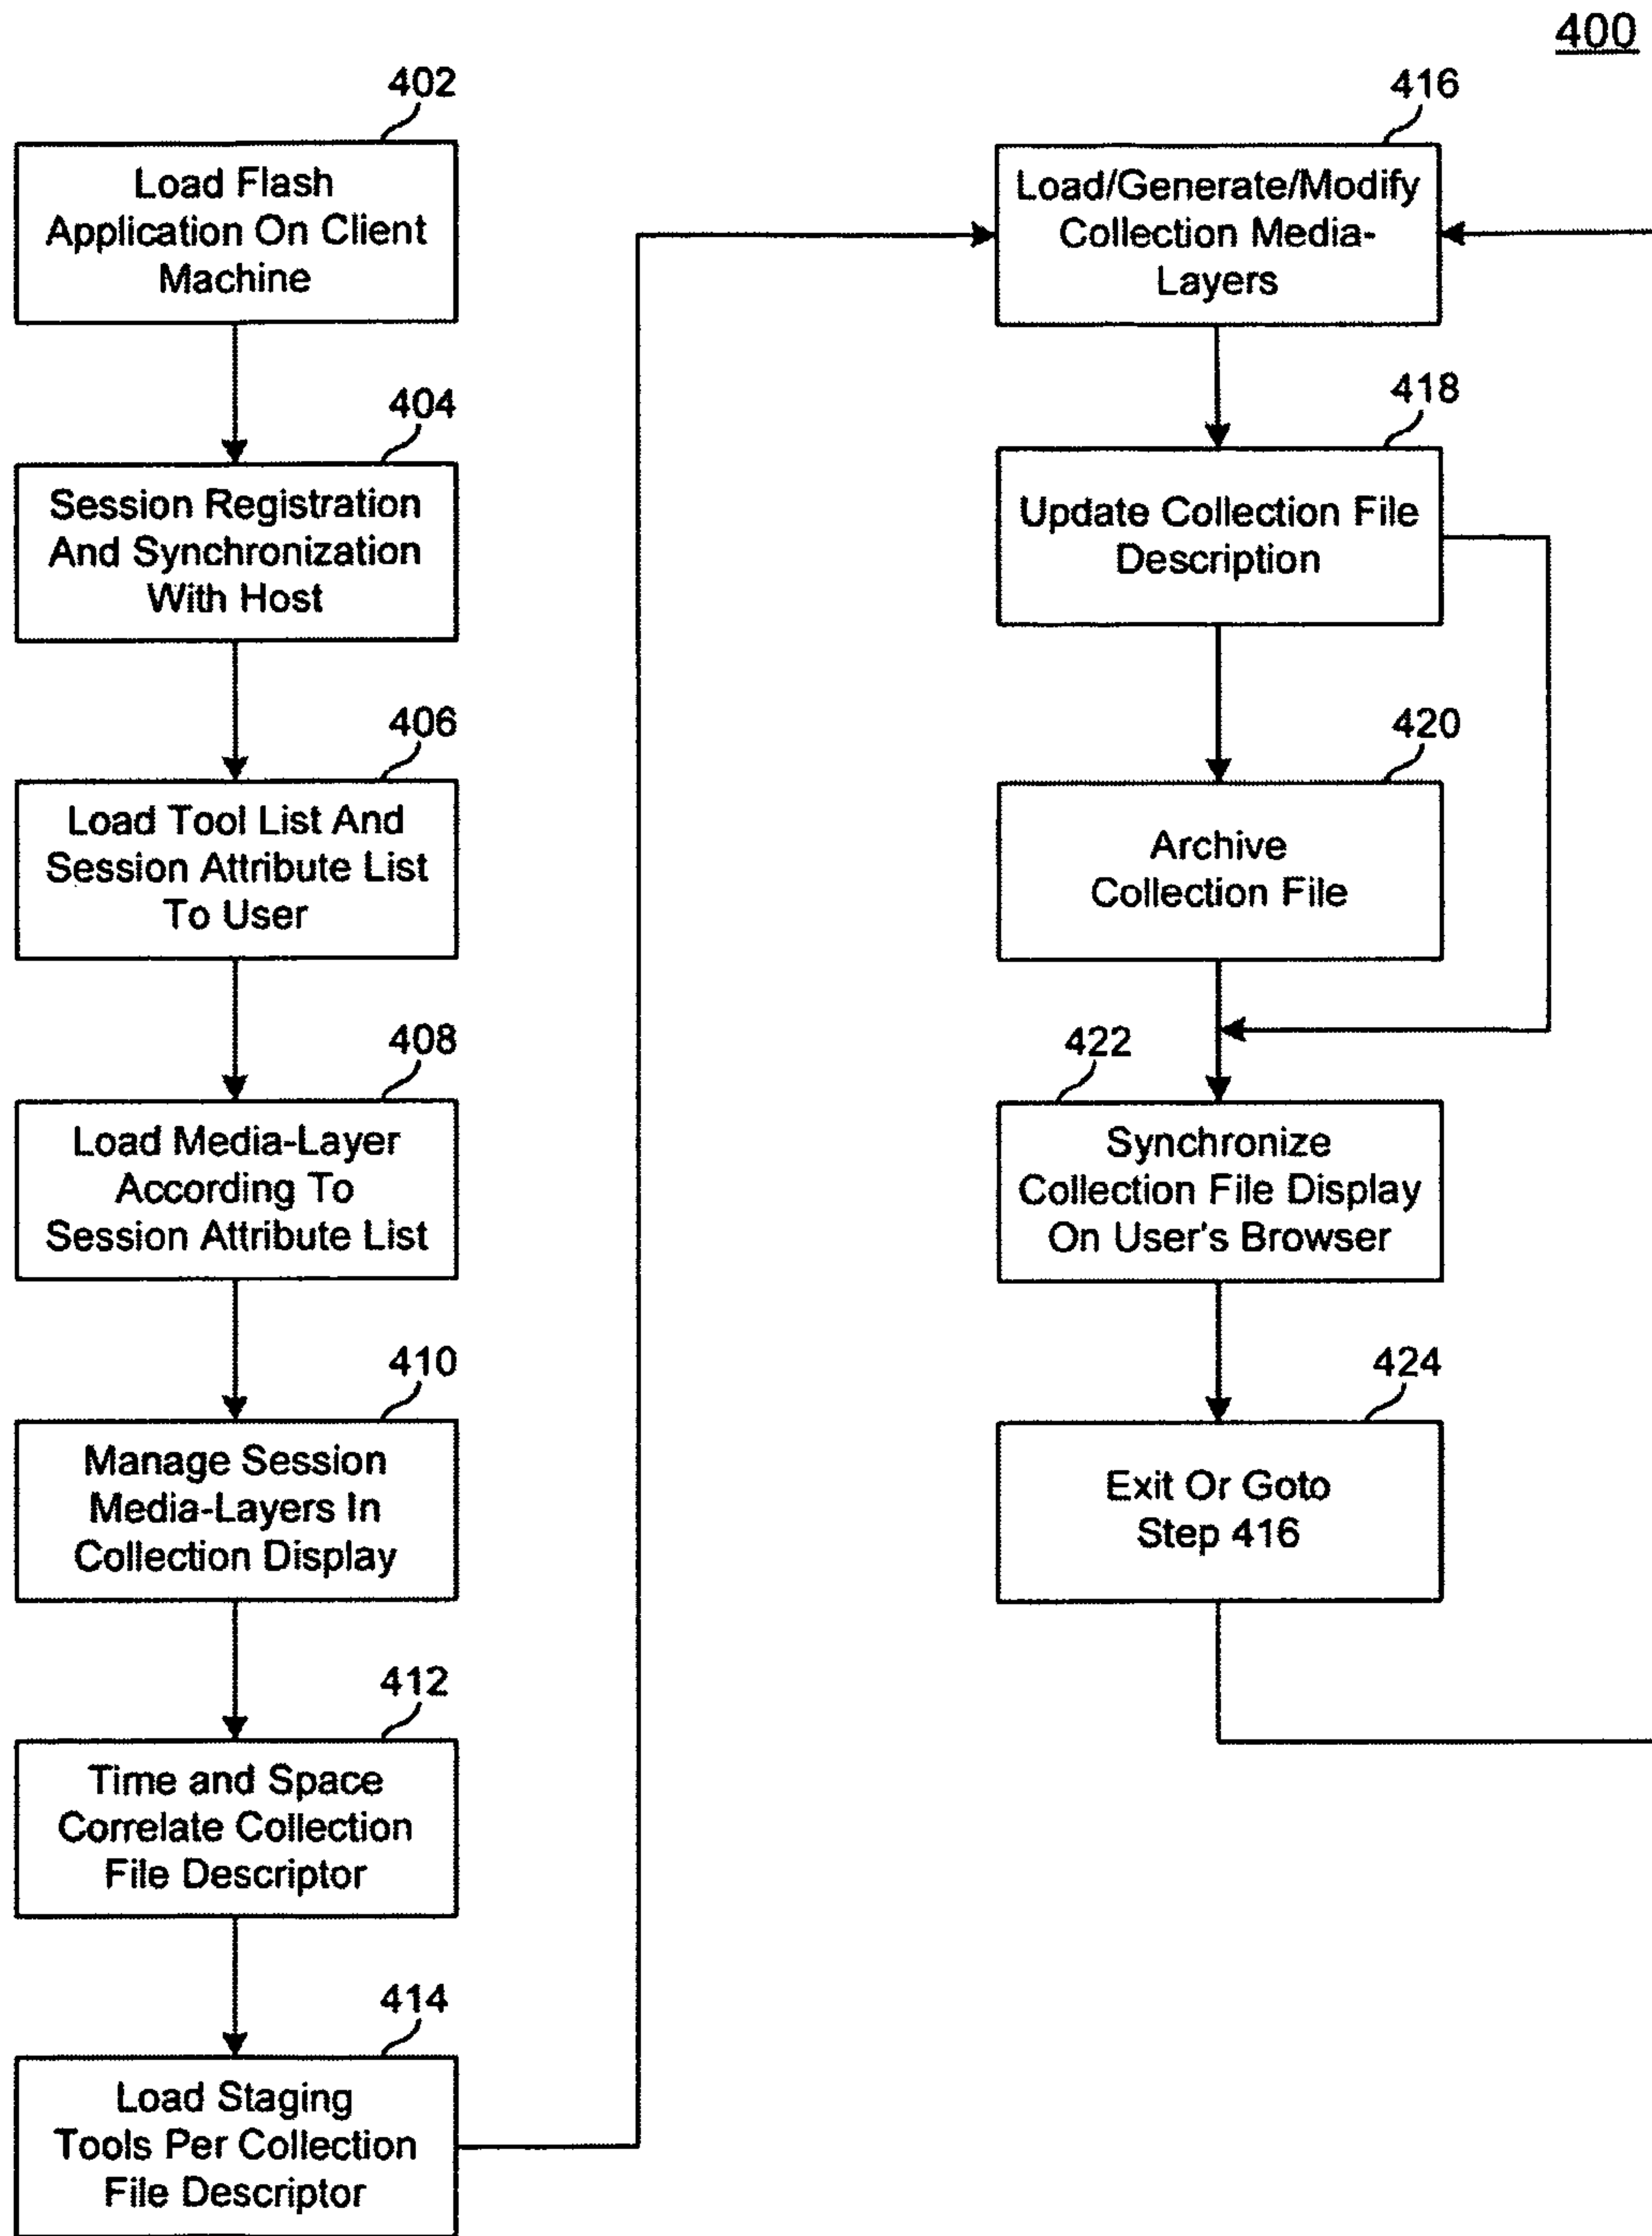 400
402
Load Flash
Application On Client
Machine
404
Session Registration
And Synchronization
With Host
406
Load Tool List And
Session Attribute List
To User
408
Load Media-Layer
According To
Session Attribute List
410
Manage Session
Media-Layers In
Collection Display
412
Time and Space
Correlate Collection
File Descriptor
414
Load Staging
Tools Per Collection
File Descriptor
416
Load/Generate/Modify
Collection Media-
Layers
418
Update Collection File
Description
420
Archive
Collection File
422
Synchronize
Collection File Display
On User's Browser
424
Exit Or Goto
Step 416